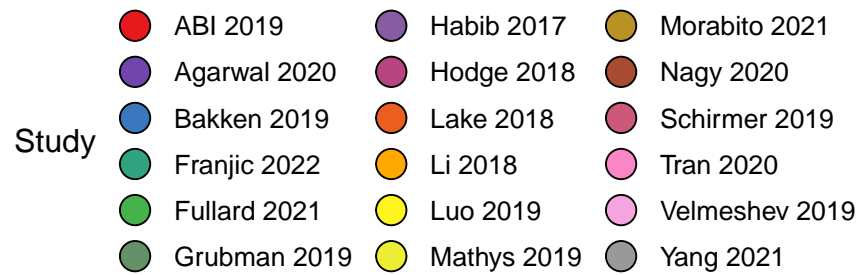 Study
ABI 2019
Agarwal 2020
Bakken 2019
Franjic 2022
Fullard 2021
Grubman 2019
Habib 2017
Hodge 2018
Lake 2018
Li 2018
Luo 2019
Mathys 2019
Morabito 2021
Nagy 2020
Schirmer 2019
Tran 2020
Velmeshev 2019
Yang 2021